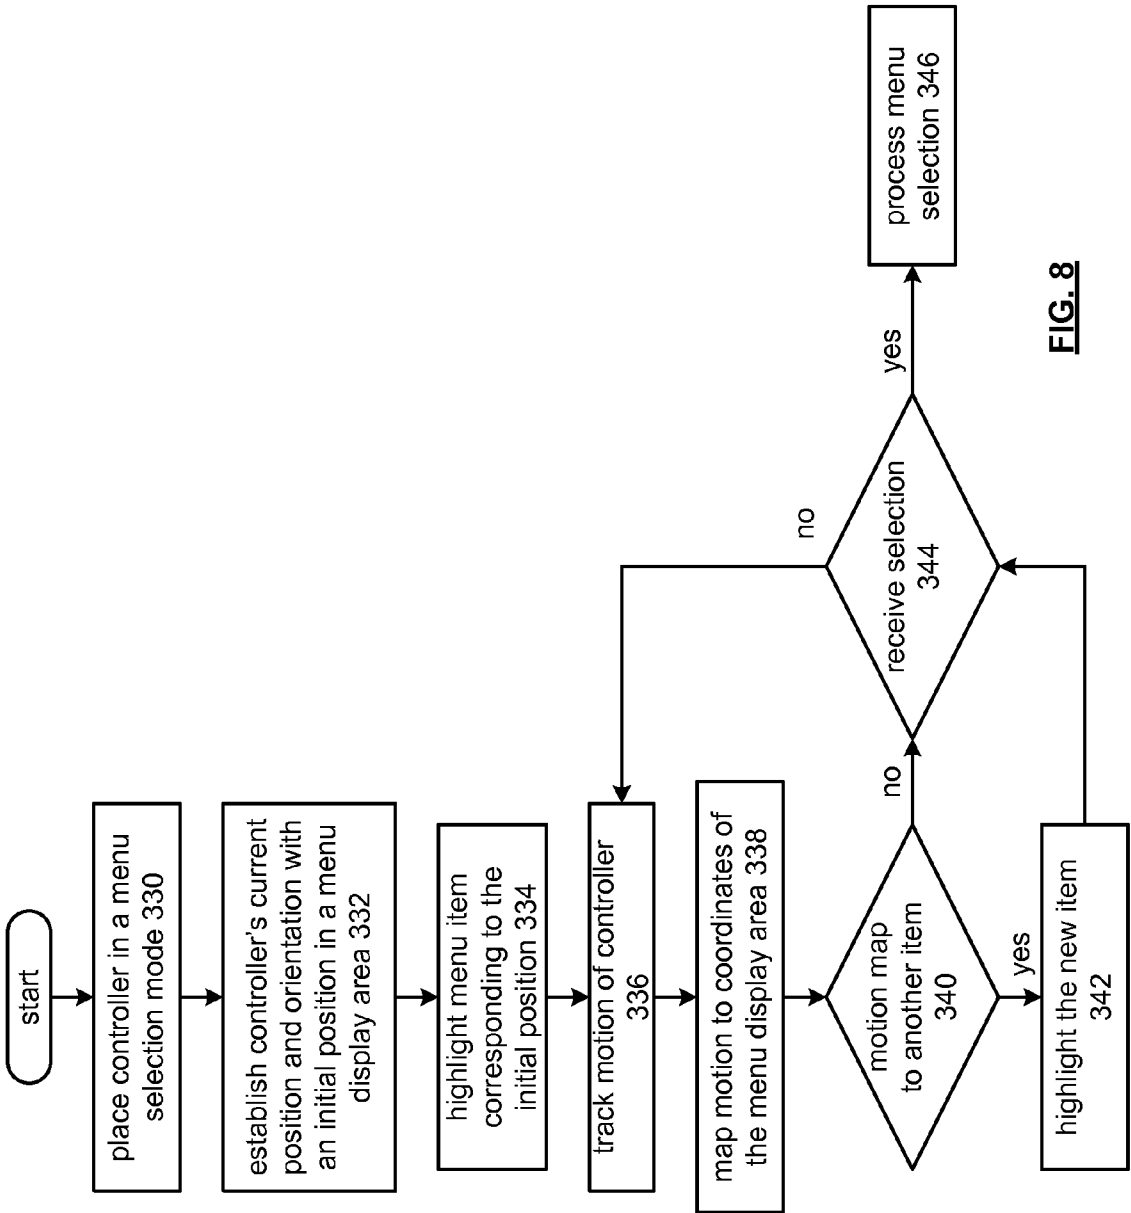 start
place controller in a menu
selection mode 330
establish controller's current
position and orientation with
an initial position in a menu
display area 332
highlight menu item
corresponding to the
initial position 334
track motion of controller
336
map motion to coordinates of
the menu display area 338
motion map
to another item
340
no
yes
highlight the new item
342
receive selection
344
no
yes
process menu
selection 346
FIG. 8